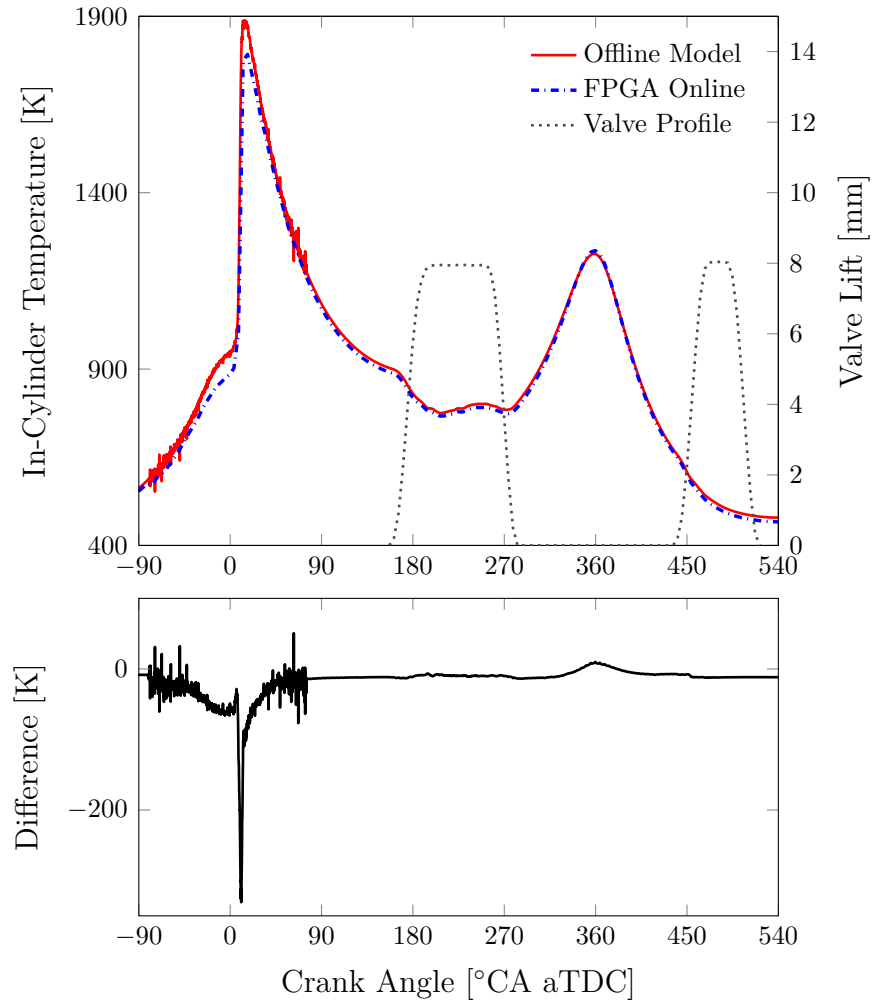 1900
1400
900
400
In-Cylinder Temperature [K]
Offline Model
FPGA Online
Valve Profile
14
12
10
8
6
4
2
0
Valve Lift [mm]
−90 0 90 180 270 360 450 540
0
−200
Difference [K]
−90 0 90 180 270 360 450 540
Crank Angle [°CA aTDC]